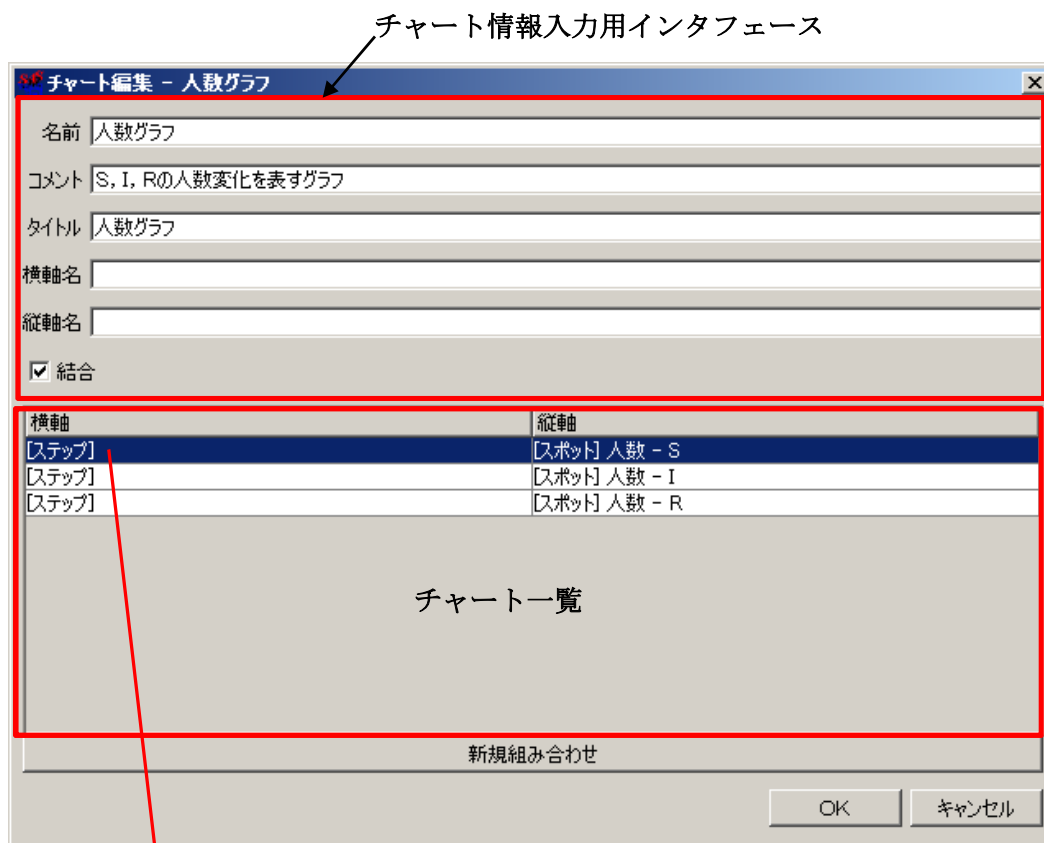 チャート情報入力用インタフェース
チャート編集 - 人数グラフ
名前 人数グラフ
コメント S, I, Rの人数変化を表すグラフ
タイトル 人数グラフ
横軸名
縦軸名
結合
横軸 縦軸
[ステップ] [スポット] 人数 - S
[ステップ] [スポット] 人数 - I
[ステップ] [スポット] 人数 - R
チャート一覧
新規組み合わせ
OK キャンセル